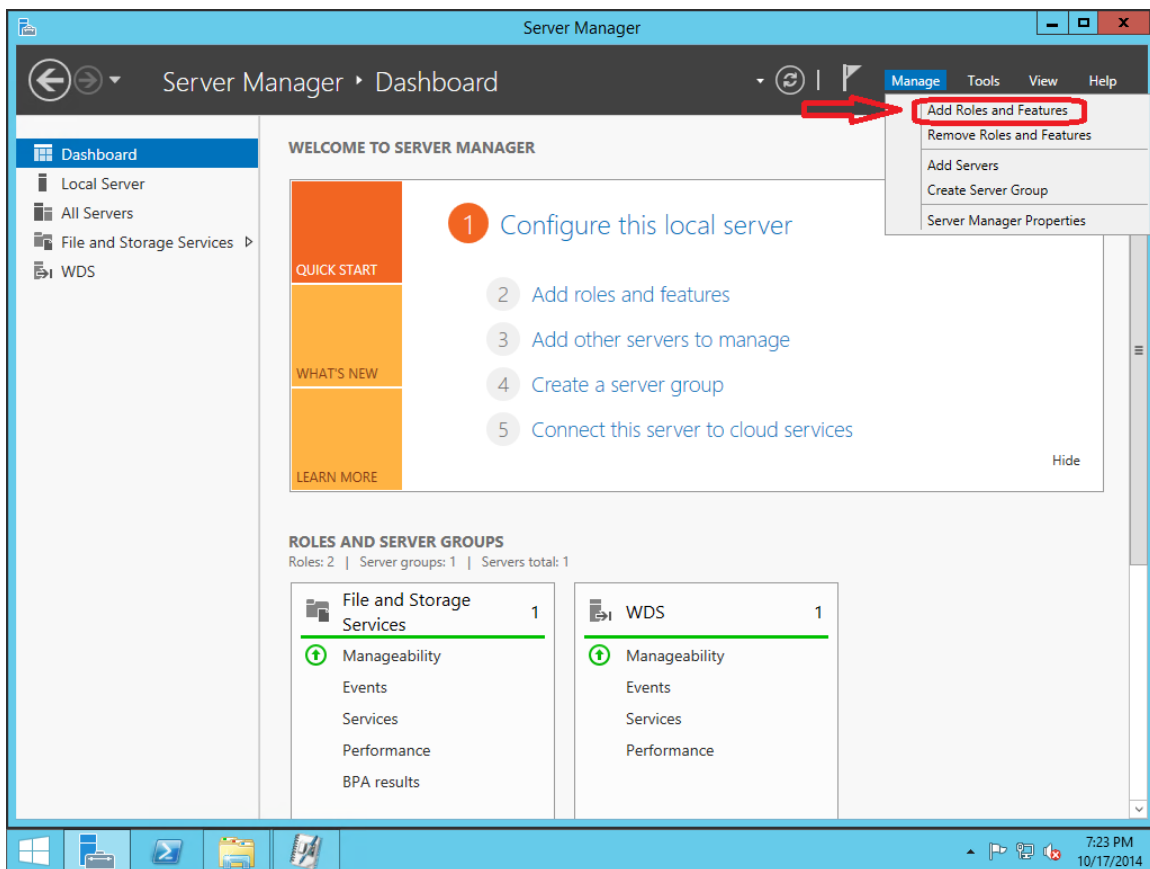 Server Manager
Server Manager ‣ Dashboard
Manage Tools View Help
Add Roles and Features
Remove Roles and Features
Add Servers
Create Server Group
Server Manager Properties
Dashboard
Local Server
All Servers
File and Storage Services
WDS
WELCOME TO SERVER MANAGER
QUICK START
WHAT'S NEW
LEARN MORE
1 Configure this local server
2 Add roles and features
3 Add other servers to manage
4 Create a server group
5 Connect this server to cloud services
Hide
ROLES AND SERVER GROUPS
Roles: 2 | Server groups: 1 | Servers total: 1
File and Storage
Services
1
Manageability
Events
Services
Performance
BPA results
WDS 1
Manageability
Events
Services
Performance
7:23 PM
10/17/2014